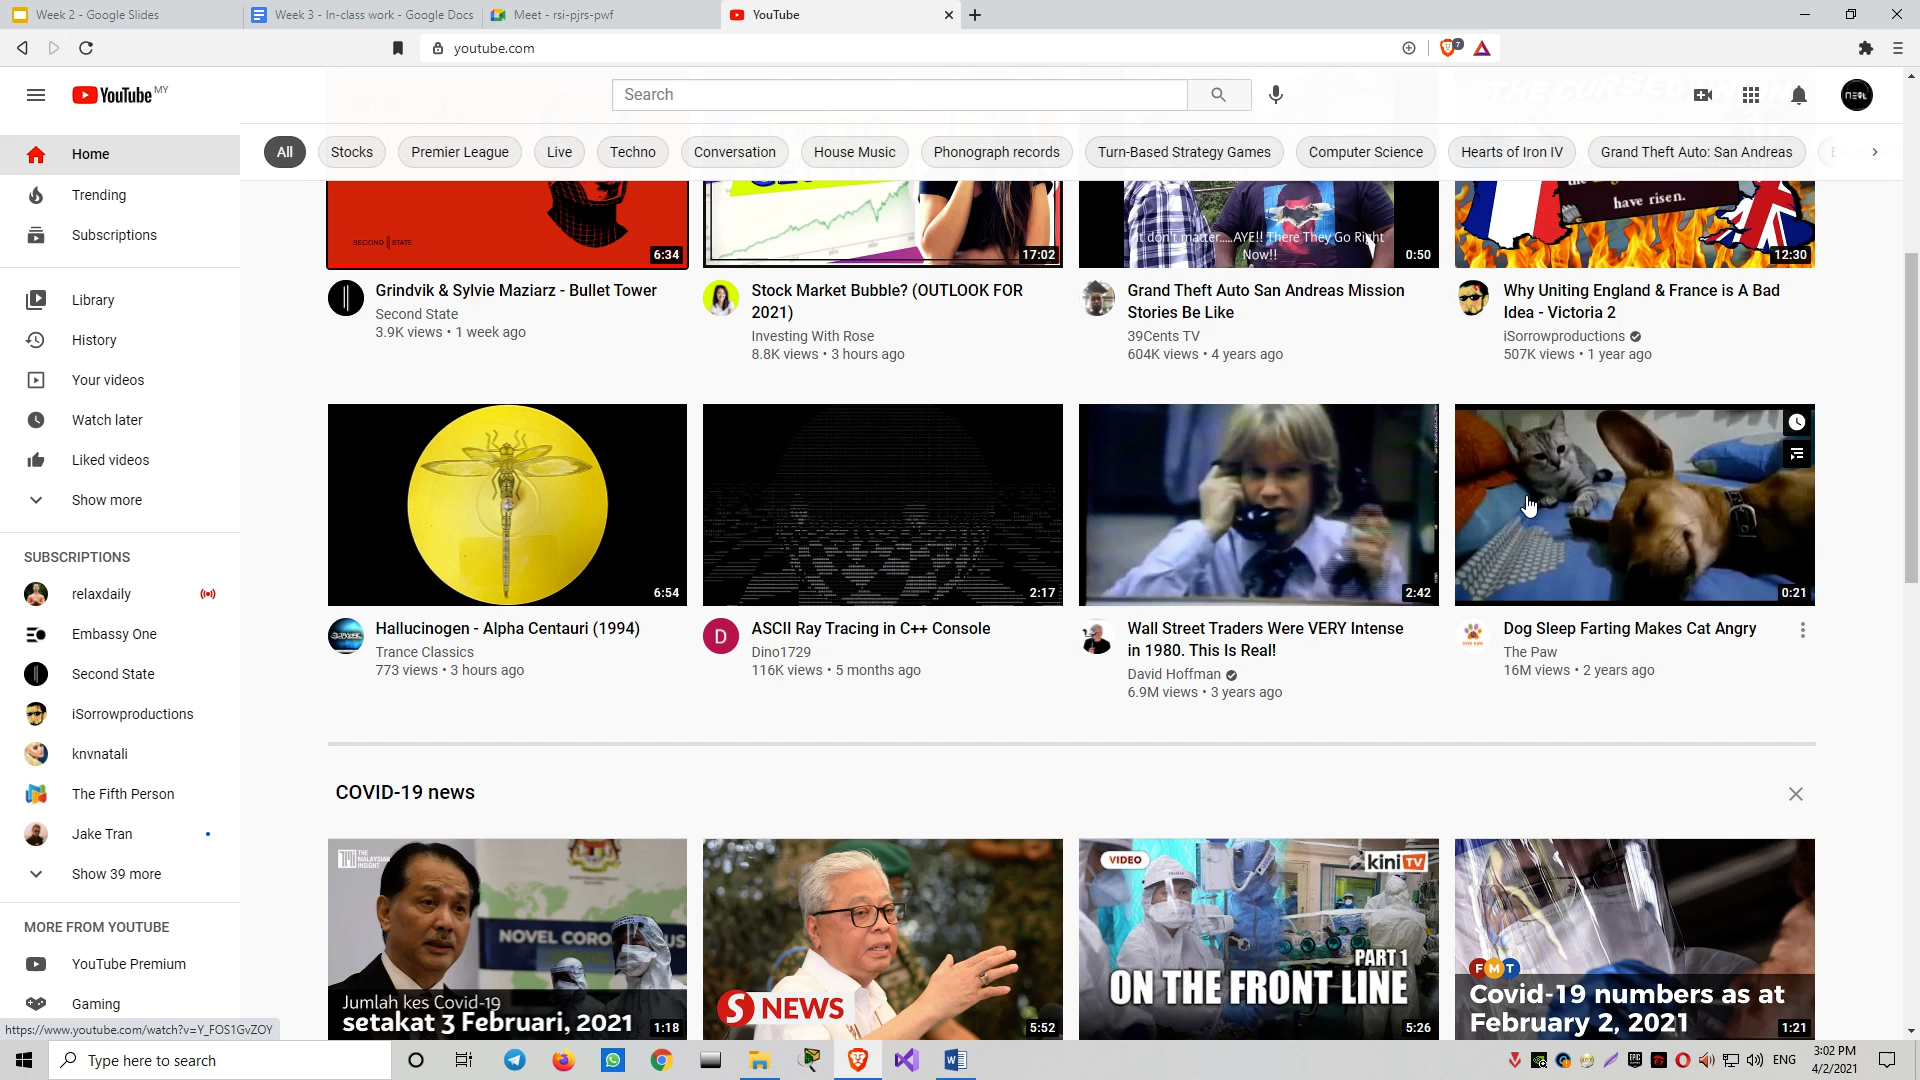 Week 2 - Google Slides
Week 3 - In-class work - Google Docs
Meet - rsi-pjrs-pwf
YouTube
youtube.com
7
YouTube MY
Search
Home
Trending
Subscriptions
Library
History
Your videos
Watch later
Liked videos
Show more
SUBSCRIPTIONS
relaxdaily
Embassy One
Second State
iSorrowproductions
knvnatali
The Fifth Person
Jake Tran
Show 39 more
MORE FROM YOUTUBE
YouTube Premium
Gaming
https://www.youtube.com/watch?v=Y_FOS1GvZOY
All
Stocks
Premier League
Live
Techno
Conversation
House Music
Phonograph records
Turn-Based Strategy Games
Computer Science
Hearts of Iron IV
Grand Theft Auto: San Andreas
SECOND STATE
6:34
Grindvik & Sylvie Maziarz - Bullet Tower
Second State
3.9K views • 1 week ago
17:02
Stock Market Bubble? (OUTLOOK FOR
2021)
Investing With Rose
8.8K views • 3 hours ago
It don't matter.....AYE!! There They Go Right
Now!!
0:50
Grand Theft Auto San Andreas Mission
Stories Be Like
39Cents TV
604K views • 4 years ago
have risen.
12:30
Why Uniting England & France is A Bad
Idea - Victoria 2
iSorrowproductions
507K views • 1 year ago
6:54
Hallucinogen - Alpha Centauri (1994)
Trance Classics
773 views • 3 hours ago
2:17
D
ASCII Ray Tracing in C++ Console
Dino1729
116K views • 5 months ago
2:42
Wall Street Traders Were VERY Intense
in 1980. This Is Real!
David Hoffman
6.9M views • 3 years ago
0:21
Dog Sleep Farting Makes Cat Angry
The Paw
16M views • 2 years ago
COVID-19 news
THE MALAYSIAN
INSIGHT
NOVEL CORO
US
Jumlah kes Covid-19
setakat 3 Februari, 2021
1:18
S NEWS
5:52
VIDEO
kini TV
PART 1
ON THE FRONT LINE
5:26
FMT
Covid-19 numbers as at
February 2, 2021
1:21
Type here to search
ENG
3:02 PM
4/2/2021